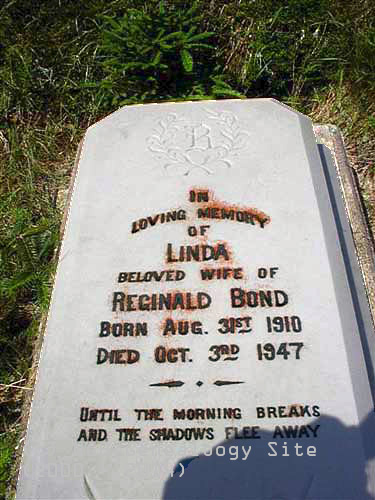 R
IN
LOVING MEMORY
OF
LINDA
BELOVED WIFE OF
REGINALD BOND
BORN AUG. 31ST 1910
DIED OCT. 3RD 1947
UNTIL THE MORNING BREAKS
AND THE SHADOWS FLEE AWAY
ogy Site